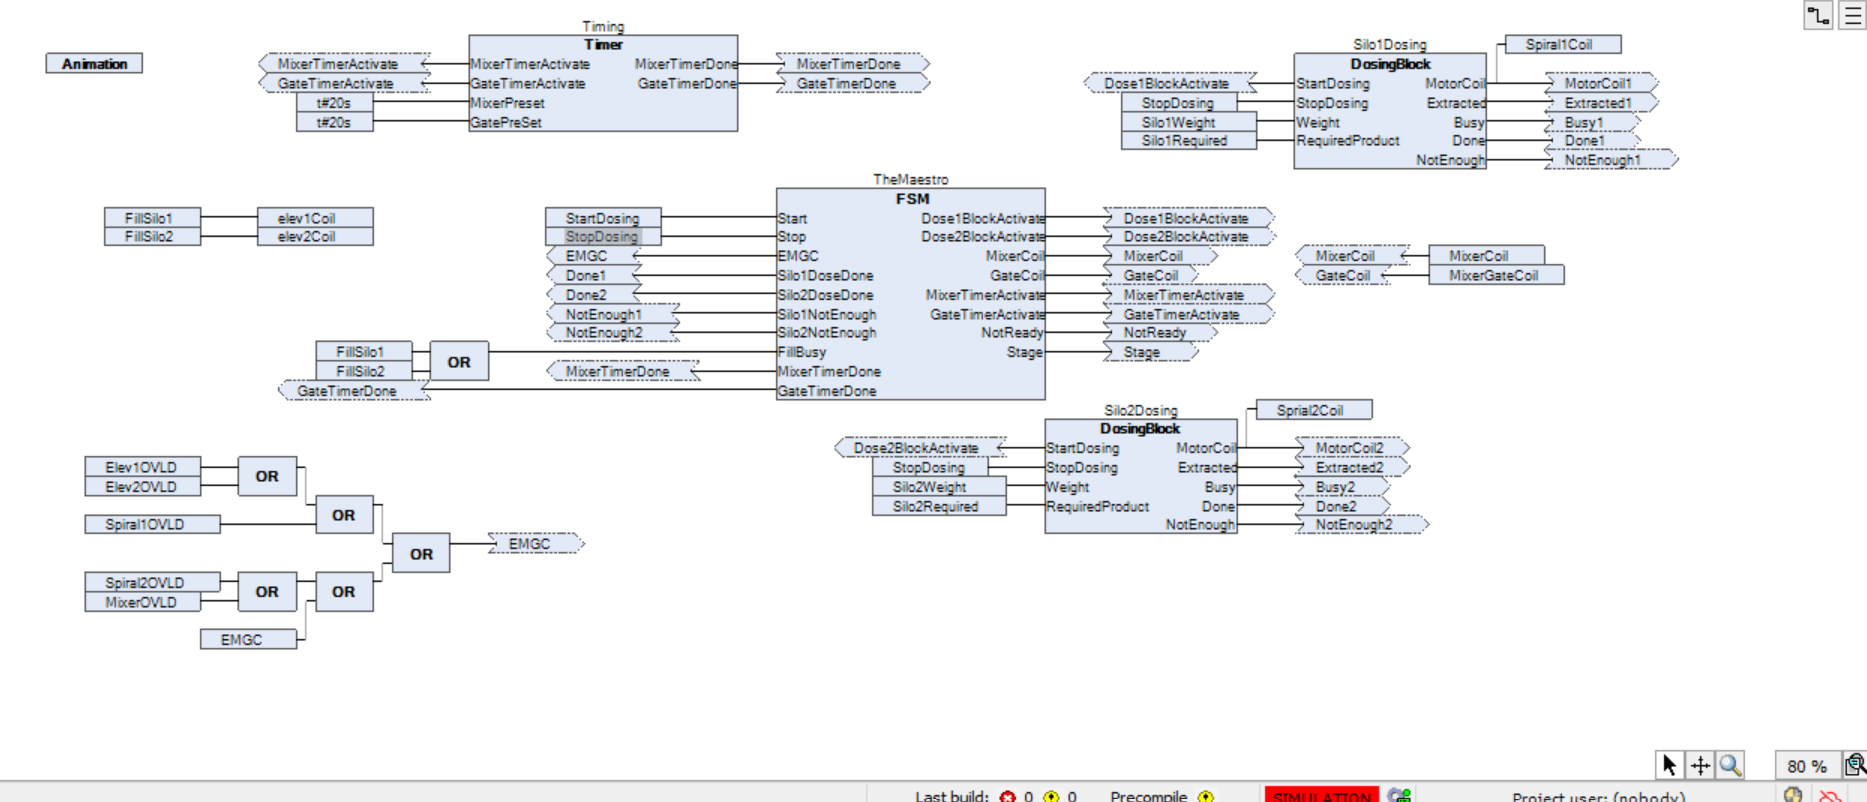 Animation
Timing
Timer
MixerTimerActivate MixerTimerActivate MixerTimerDone MixerTimerDone
GateTimerActivate GateTimerActivate GateTimerDone GateTimerDone
t#20s MixerPreset
t#20s GatePreSet
Silo1Dosing Spiral1Coil
DosingBlock
Dose1BlockActivate StartDosing MotorCoil MotorCoil1
StopDosing StopDosing Extracted Extracted1
Silo1Weight Weight Busy Busy1
Silo1Required RequiredProduct Done Done1
NotEnough NotEnough1
FillSilo1 elev1Coil
FillSilo2 elev2Coil
TheMaestro
FSM
StartDosing Start Dose1BlockActivate Dose1BlockActivate
StopDosing Stop Dose2BlockActivate Dose2BlockActivate
EMGC EMGC MixerCoil MixerCoil
Done1 Silo1DoseDone GateCoil GateCoil
Done2 Silo2DoseDone MixerTimerActivate MixerTimerActivate
NotEnough1 Silo1NotEnough GateTimerActivate GateTimerActivate
NotEnough2 Silo2NotEnough NotReady NotReady
FillSilo1 OR FillBusy Stage Stage
FillSilo2 MixerTimerDone MixerTimerDone
GateTimerDone GateTimerDone
MixerCoil MixerCoil
GateCoil MixerGateCoil
Silo2Dosing Sprial2Coil
DosingBlock
Dose2BlockActivate StartDosing MotorCoil MotorCoil2
StopDosing StopDosing Extracted Extracted2
Silo2Weight Weight Busy Busy2
Silo2Required RequiredProduct Done Done2
NotEnough NotEnough2
Elev1OVLD OR
Elev2OVLD
Spiral1OVLD OR
OR EMGC
Spiral2OVLD OR OR
MixerOVLD
EMGC
80 %
Last build: 0 0 Precompile SIMULATION Project user: (nobody)